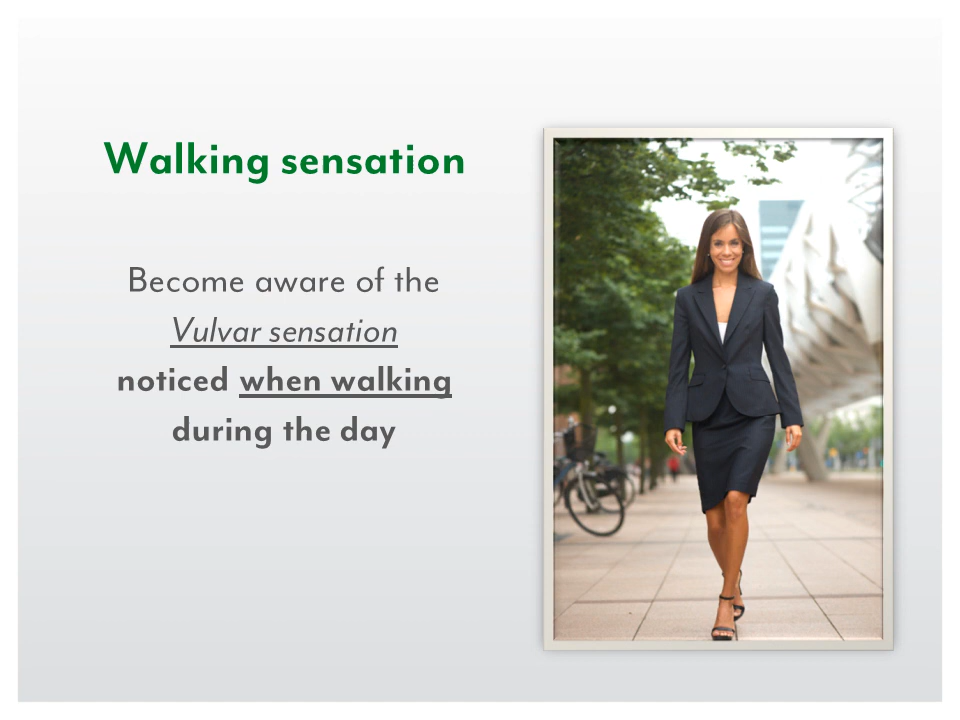 Walking sensation
Become aware of the
Vulvar sensation
noticed when walking
during the day